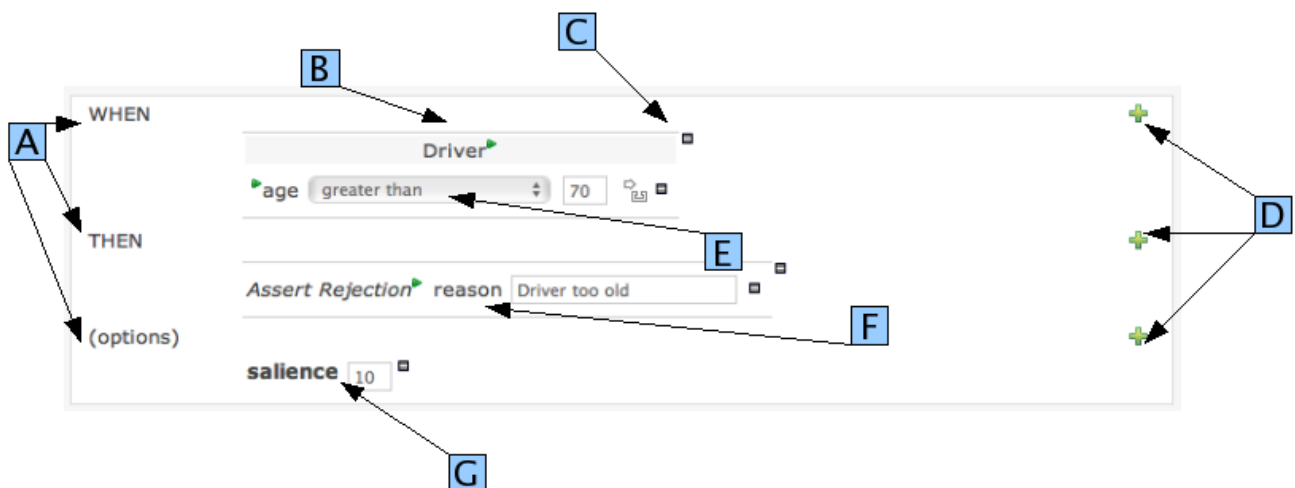 C
B
WHEN
A
Driver
age greater than 70
D
THEN
E
Assert Rejection reason Driver too old
F
(options)
salience 10
G